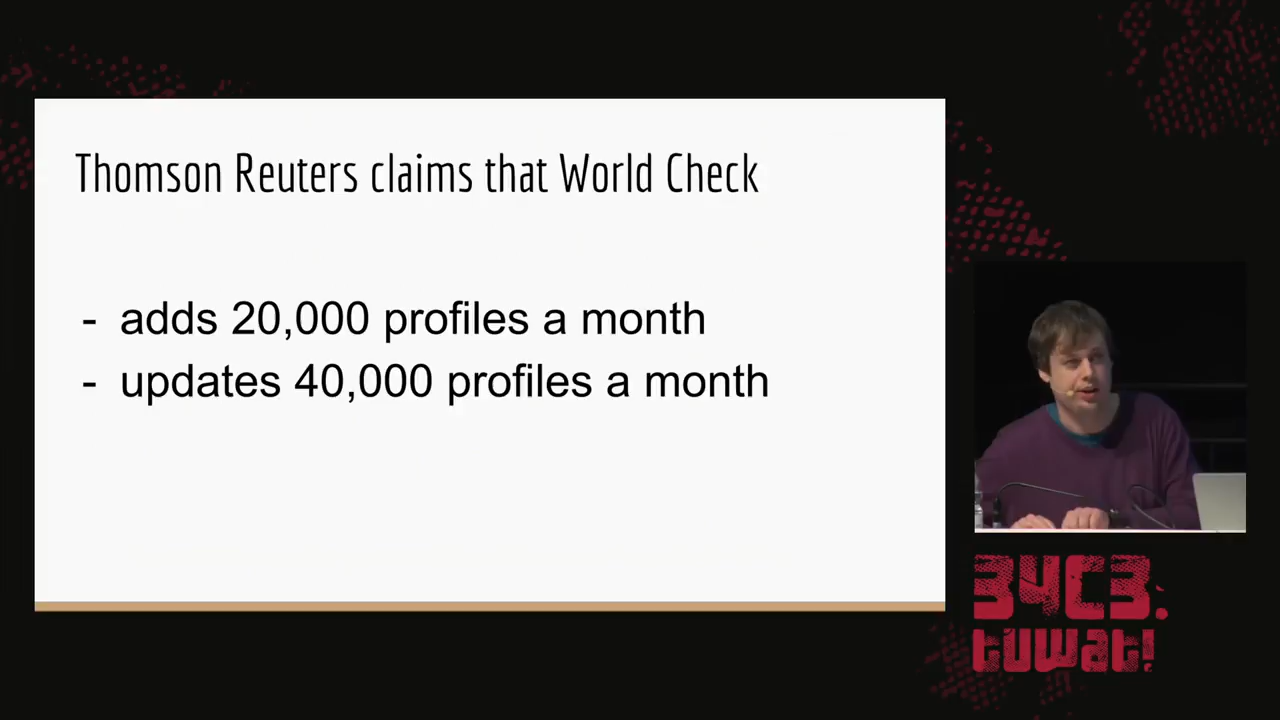 Thomson Reuters claims that World Check
- adds 20,000 profiles a month
- updates 40,000 profiles a month
34C3.
tuwat!